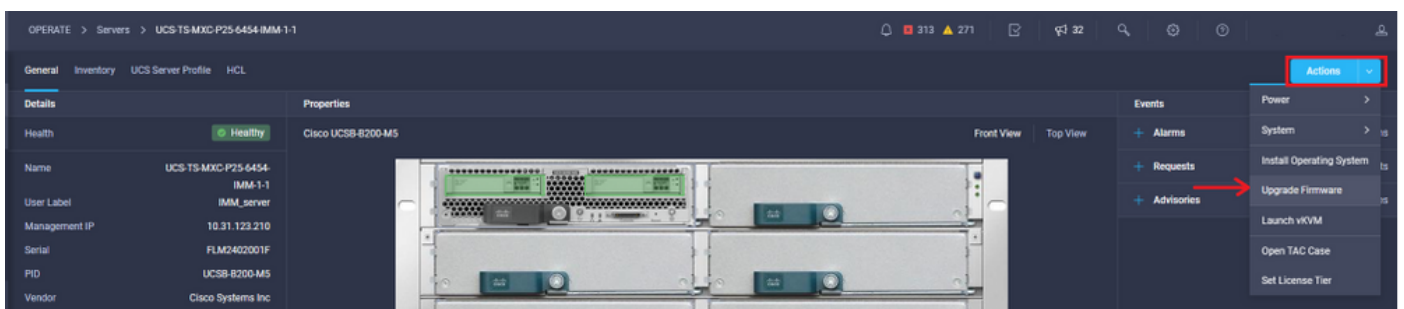 OPERATE > Servers > UCS-TS-MXC-P25-6454-IMM-1-1
313 271 32
General Inventory UCS Server Profile HCL
Actions
Details
Properties
Events
Health Healthy
Cisco UCSB-B200-M5
Front View Top View
+ Alarms
+ Requests
+ Advisories
Name UCS-TS-MXC-P25-6454-
IMM-1-1
User Label IMM_server
Management IP 10.31.123.210
Serial FLM2402001F
PID UCSB-B200-M5
Vendor Cisco Systems Inc
Power >
System >
Install Operating System
Upgrade Firmware
Launch vKVM
Open TAC Case
Set License Tier